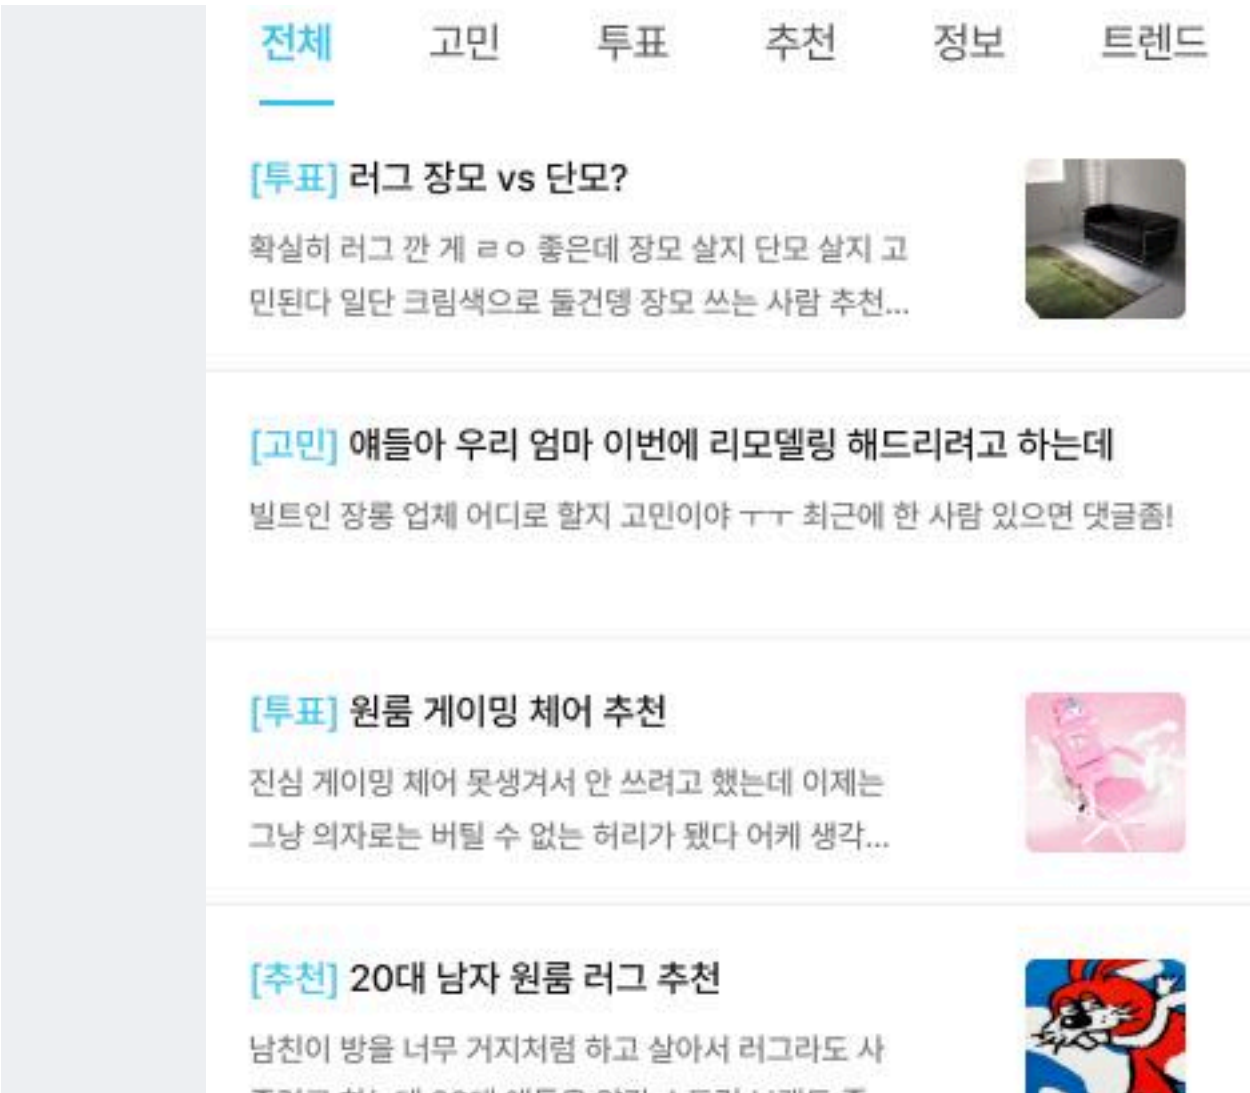 전체 고민 투표 추천 정보 트렌드
[투표] 러그 장모 vs 단모?
확실히 러그 깐 게 ㄹㅇ 좋은데 장모 살지 단모 살지 고
민된다 일단 크림색으로 둘건뎅 장모 쓰는 사람 추천...
[고민] 얘들아 우리 엄마 이번에 리모델링 해드리려고 하는데
빌트인 장롱 업체 어디로 할지 고민이야 ㅜㅜ 최근에 한 사람 있으면 댓글좀!
[투표] 원룸 게이밍 체어 추천
진심 게이밍 체어 못생겨서 안 쓰려고 했는데 이제는
그냥 의자로는 버틸 수 없는 허리가 됐다 어케 생각...
[추천] 20대 남자 원룸 러그 추천
남친이 방을 너무 거지처럼 하고 살아서 러그라도 사